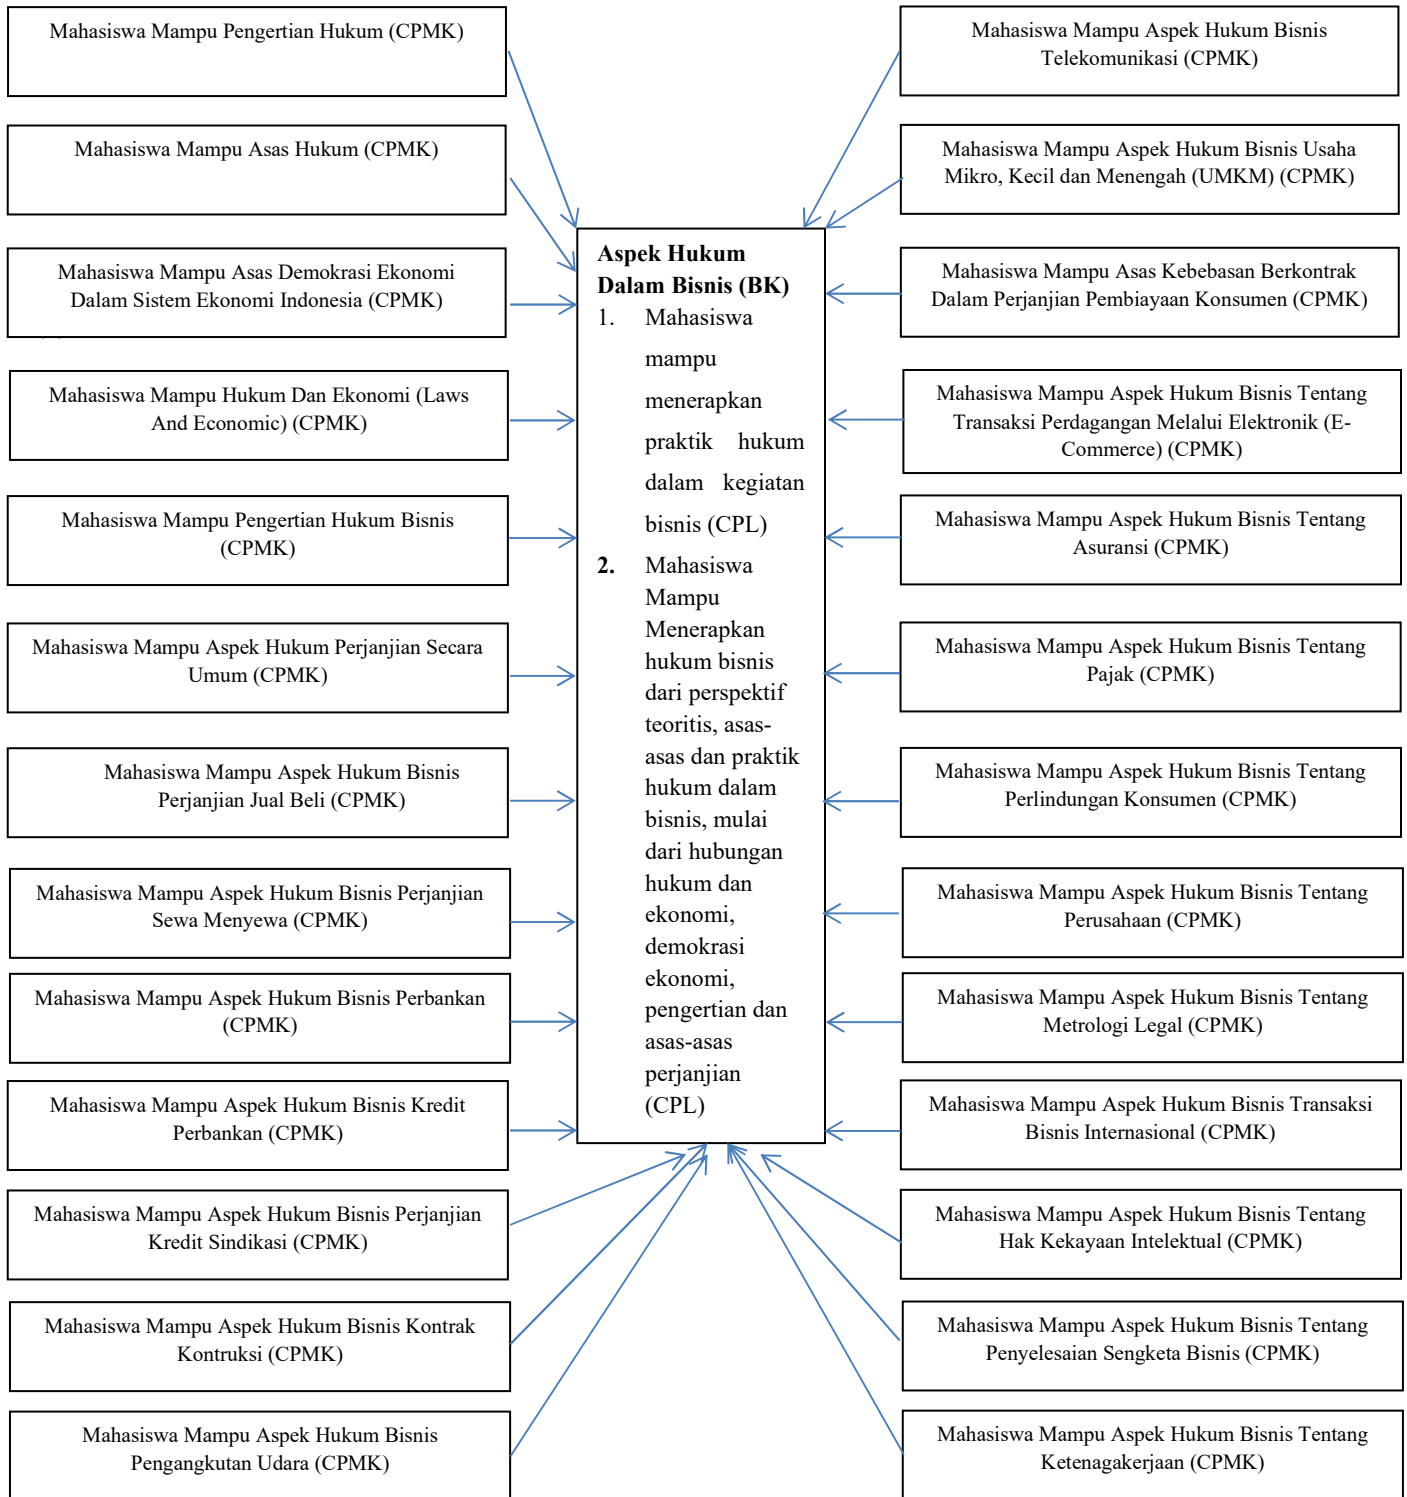 Mahasiswa Mampu Pengertian Hukum (CPMK)
Mahasiswa Mampu Asas Hukum (CPMK)
Mahasiswa Mampu Asas Demokrasi Ekonomi
Dalam Sistem Ekonomi Indonesia (CPMK)
Mahasiswa Mampu Hukum Dan Ekonomi (Laws
And Economic) (CPMK)
Mahasiswa Mampu Pengertian Hukum Bisnis
(CPMK)
Mahasiswa Mampu Aspek Hukum Perjanjian Secara
Umum (CPMK)
Mahasiswa Mampu Aspek Hukum Bisnis
Perjanjian Jual Beli (CPMK)
Mahasiswa Mampu Aspek Hukum Bisnis Perjanjian
Sewa Menyewa (CPMK)
Mahasiswa Mampu Aspek Hukum Bisnis Perbankan
(CPMK)
Mahasiswa Mampu Aspek Hukum Bisnis Kredit
Perbankan (CPMK)
Mahasiswa Mampu Aspek Hukum Bisnis Perjanjian
Kredit Sindikasi (CPMK)
Mahasiswa Mampu Aspek Hukum Bisnis Kontrak
Kontruksi (CPMK)
Mahasiswa Mampu Aspek Hukum Bisnis
Pengangkutan Udara (CPMK)
Aspek Hukum
Dalam Bisnis (BK)
1. Mahasiswa
mampu
menerapkan
praktik hukum
dalam kegiatan
bisnis (CPL)
2. Mahasiswa
Mampu
Menerapkan
hukum bisnis
dari perspektif
teoritis, asas-
asas dan praktik
hukum dalam
bisnis, mulai
dari hubungan
hukum dan
ekonomi,
demokrasi
ekonomi,
pengertian dan
asas-asas
perjanjian
(CPL)
Mahasiswa Mampu Aspek Hukum Bisnis
Telekomunikasi (CPMK)
Mahasiswa Mampu Aspek Hukum Bisnis Usaha
Mikro, Kecil dan Menengah (UMKM) (CPMK)
Mahasiswa Mampu Asas Kebebasan Berkontrak
Dalam Perjanjian Pembiayaan Konsumen (CPMK)
Mahasiswa Mampu Aspek Hukum Bisnis Tentang
Transaksi Perdagangan Melalui Elektronik (E-
Commerce) (CPMK)
Mahasiswa Mampu Aspek Hukum Bisnis Tentang
Asuransi (CPMK)
Mahasiswa Mampu Aspek Hukum Bisnis Tentang
Pajak (CPMK)
Mahasiswa Mampu Aspek Hukum Bisnis Tentang
Perlindungan Konsumen (CPMK)
Mahasiswa Mampu Aspek Hukum Bisnis Tentang
Perusahaan (CPMK)
Mahasiswa Mampu Aspek Hukum Bisnis Tentang
Metrologi Legal (CPMK)
Mahasiswa Mampu Aspek Hukum Bisnis Transaksi
Bisnis Internasional (CPMK)
Mahasiswa Mampu Aspek Hukum Bisnis Tentang
Hak Kekayaan Intelektual (CPMK)
Mahasiswa Mampu Aspek Hukum Bisnis Tentang
Penyelesaian Sengketa Bisnis (CPMK)
Mahasiswa Mampu Aspek Hukum Bisnis Tentang
Ketenagakerjaan (CPMK)